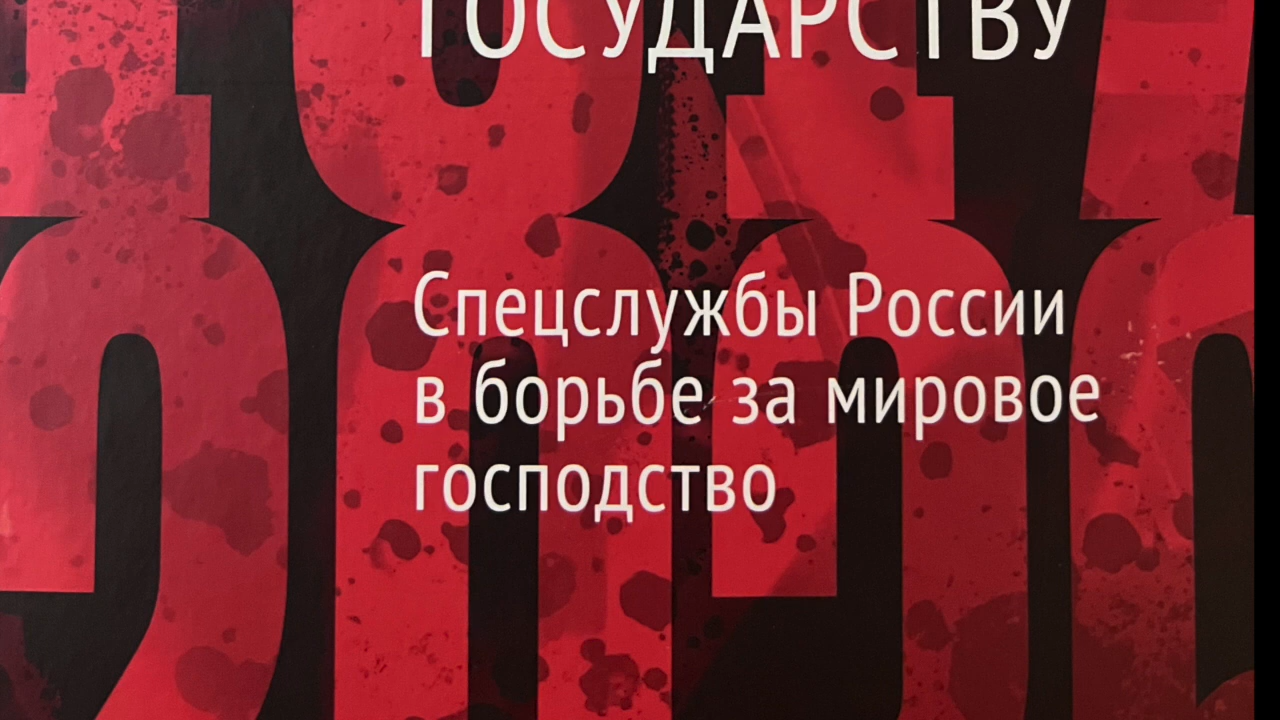 ГОСУДАРСТВУ
Спецслужбы России
в борьбе за мировое
господство